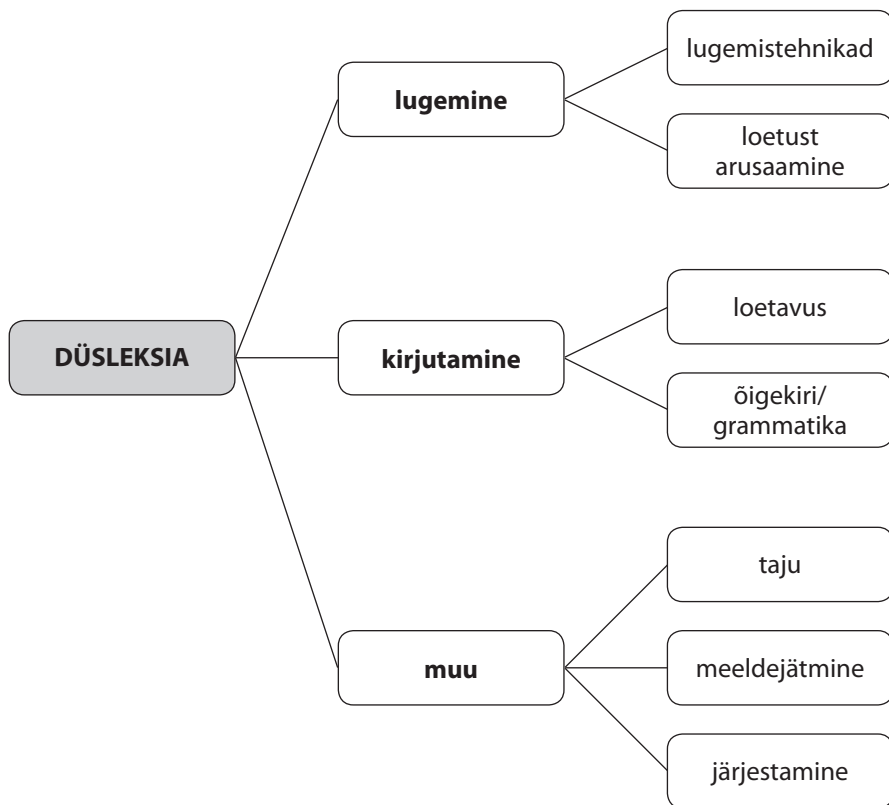 DÜSLEKSIA
lugemine
lugemistehnikad
loetust
arusaamine
kirjutamine
loetavus
õigekiri/
grammatika
muu
taju
meeldejätmine
järjestamine